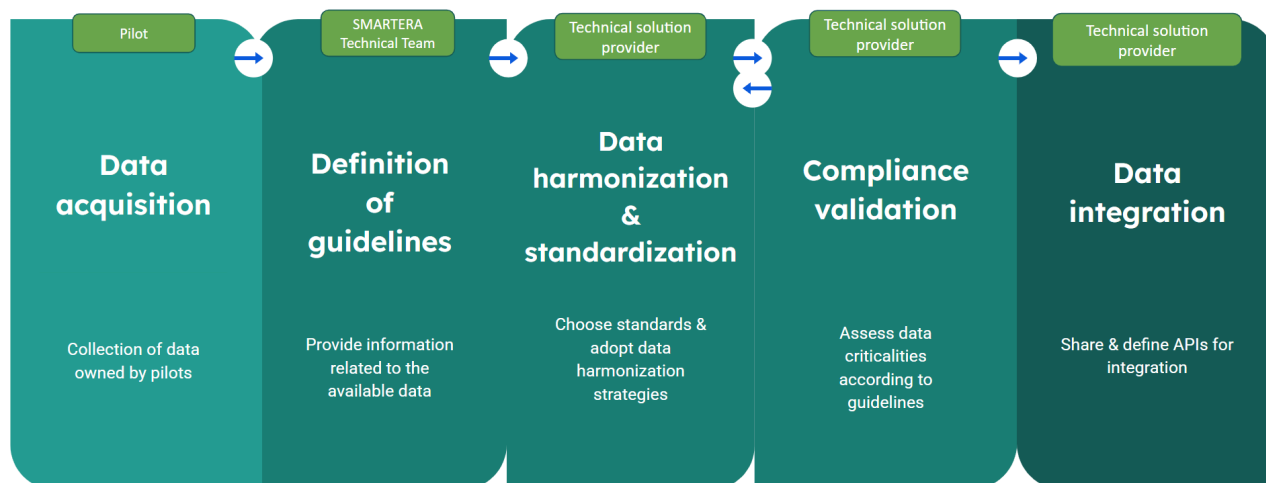 Pilot
Data
acquisition
Collection of data
owned by pilots
SMARTERA
Technical Team
Definition
of
guidelines
Provide information
related to the
available data
Technical solution
provider
Data
harmonization
&
standardization
Choose standards &
adopt data
harmonization
strategies
Technical solution
provider
Compliance
validation
Assess data
criticalities
according to
guidelines
Technical solution
provider
Data
integration
Share & define APIs for
integration